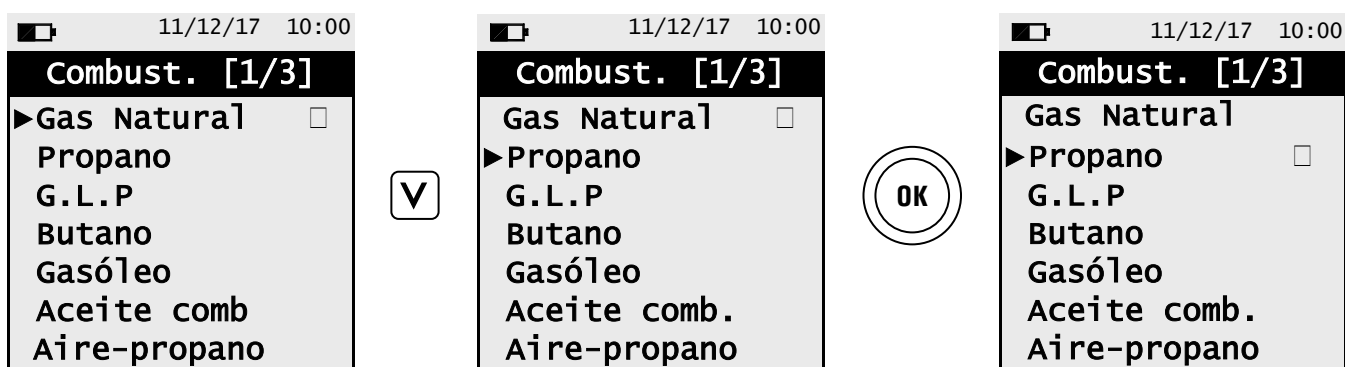 11/12/17 10:00
Combust. [1/3]
►Gas Natural □
Propano
G.L.P
Butano
Gasóleo
Aceite comb
Aire-propano
V
11/12/17 10:00
Combust. [1/3]
Gas Natural □
►Propano
G.L.P
Butano
Gasóleo
Aceite comb.
Aire-propano
OK
11/12/17 10:00
Combust. [1/3]
Gas Natural
►Propano □
G.L.P
Butano
Gasóleo
Aceite comb.
Aire-propano